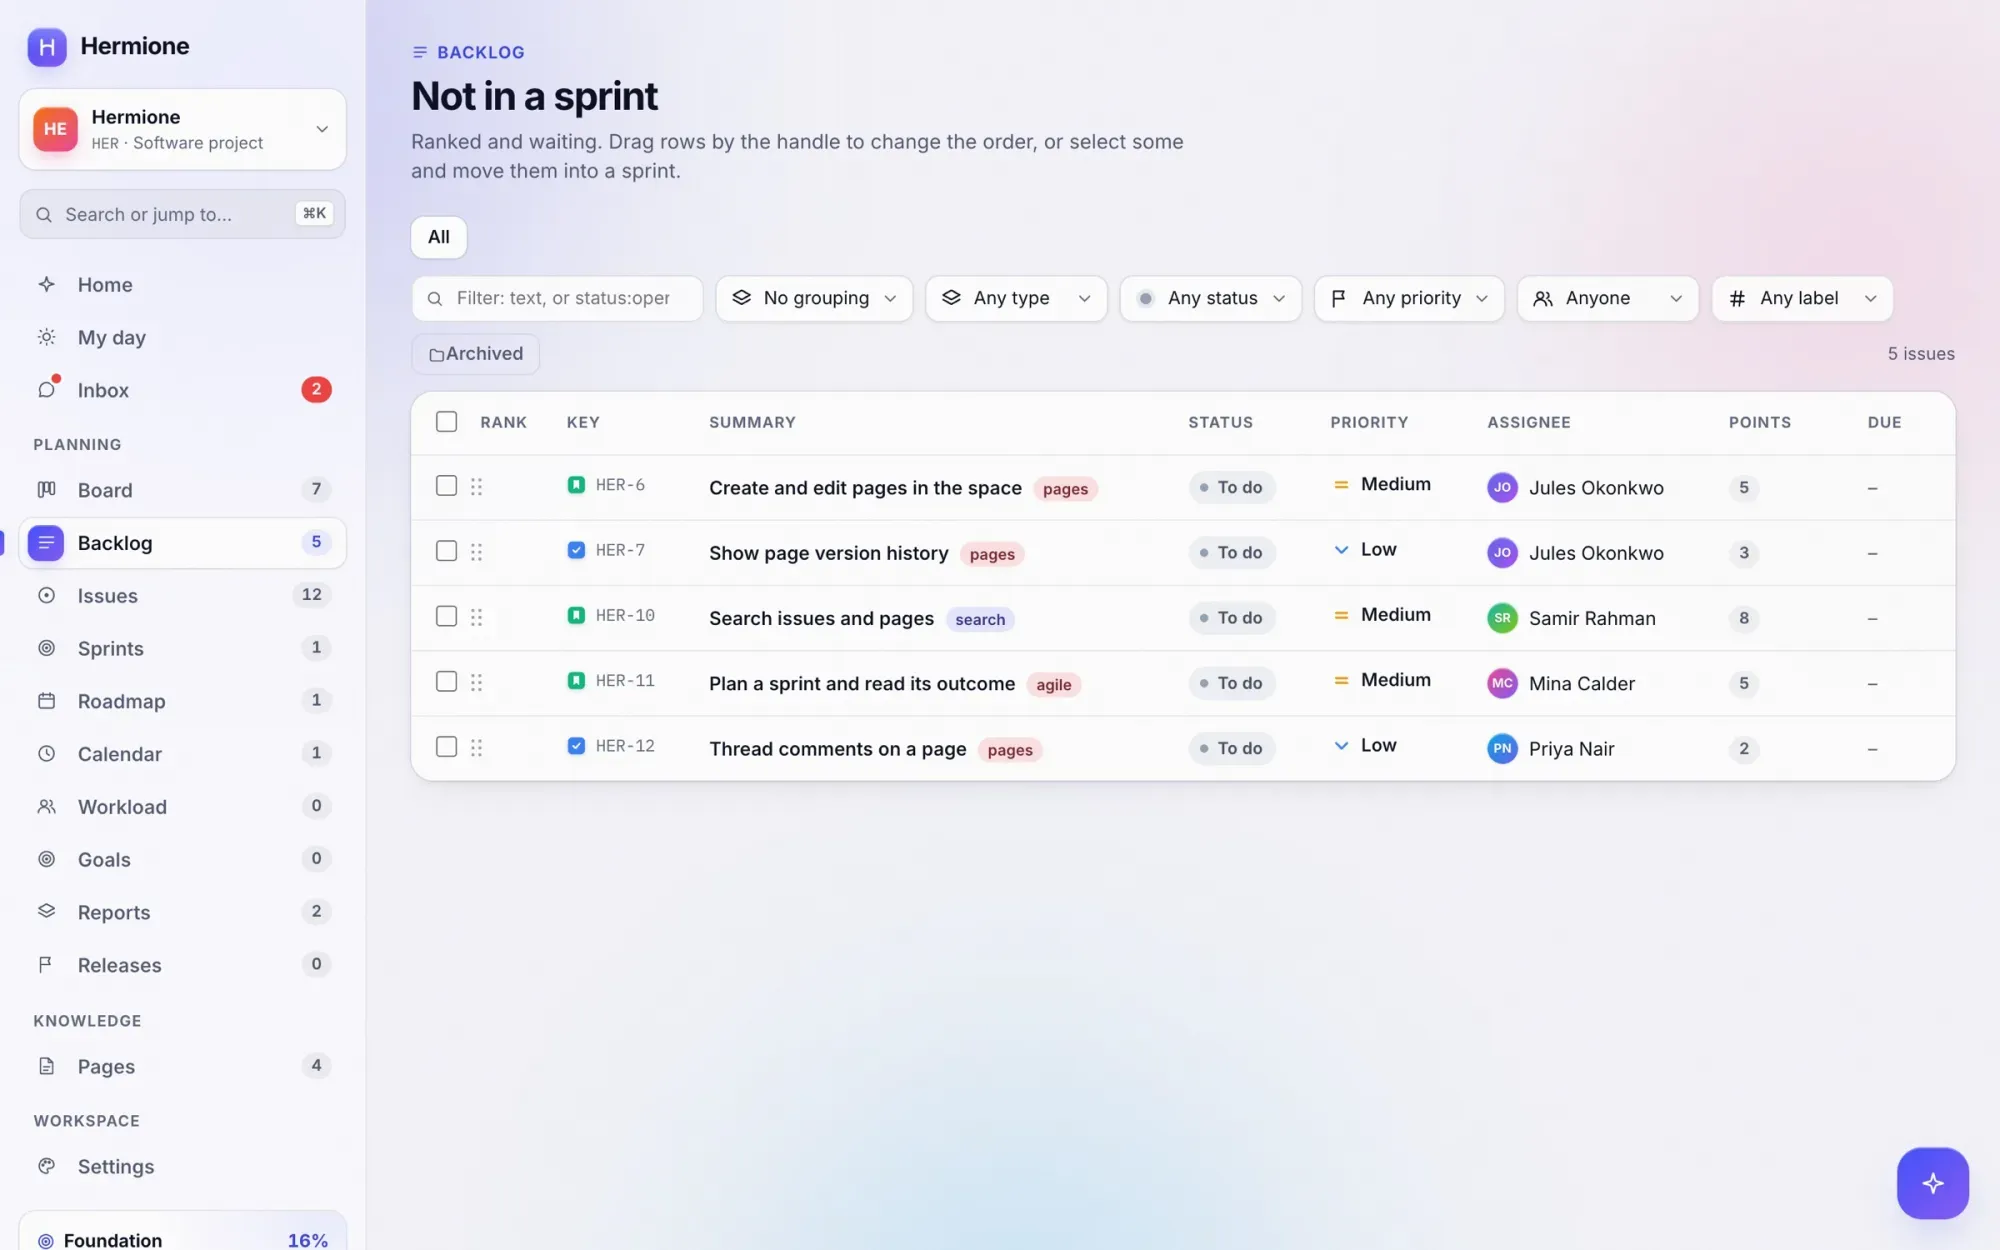 H Hermione
HE Hermione
HER · Software project
Search or jump to... ⌘K
Home
My day
Inbox 2
PLANNING
Board 7
Backlog 5
Issues 12
Sprints 1
Roadmap 1
Calendar 1
Workload 0
Goals 0
Reports 2
Releases 0
KNOWLEDGE
Pages 4
WORKSPACE
Settings
Foundation 16%
BACKLOG
Not in a sprint
Ranked and waiting. Drag rows by the handle to change the order, or select some
and move them into a sprint.
All
Filter: text, or status:open No grouping Any type Any status Any priority Anyone # Any label
Archived 5 issues
RANK KEY SUMMARY STATUS PRIORITY ASSIGNEE POINTS DUE
HER-6 Create and edit pages in the space pages To do Medium JO Jules Okonkwo 5 –
HER-7 Show page version history pages To do Low JO Jules Okonkwo 3 –
HER-10 Search issues and pages search To do Medium SR Samir Rahman 8 –
HER-11 Plan a sprint and read its outcome agile To do Medium MC Mina Calder 5 –
HER-12 Thread comments on a page pages To do Low PN Priya Nair 2 –